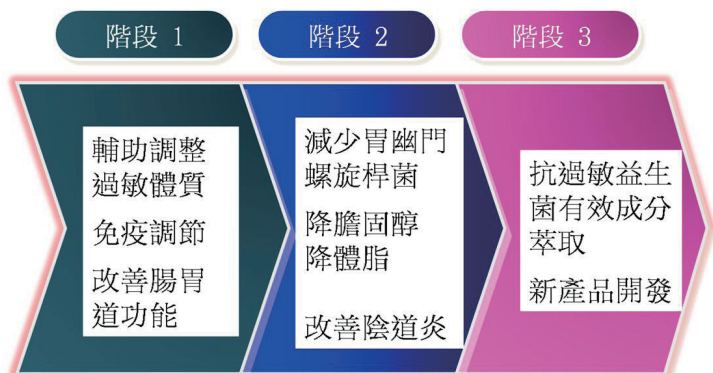 階段 1
階段 2
階段 3
輔助調整
過敏體質
免疫調節
改善腸胃
道功能
減少胃幽門
螺旋桿菌
降膽固醇
降體脂
改善陰道炎
抗過敏益生
菌有效成分
萃取
新產品開發